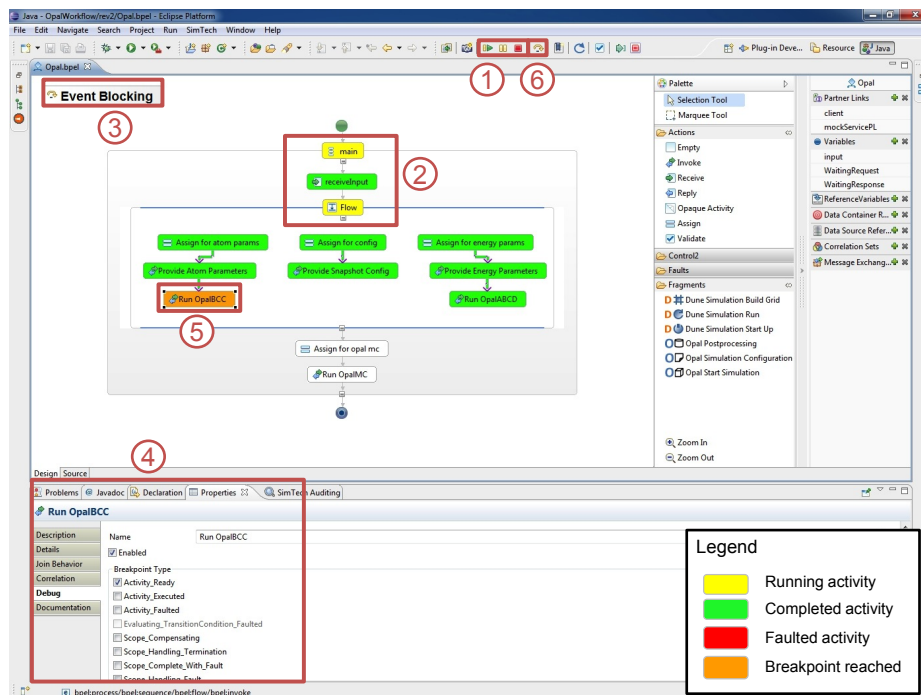 Java - OpalWorkflow/rev2/Opal.bpel - Eclipse Platform
File Edit Navigate Search Project Run SimTech Window Help
Plug-in Deve... Resource Java
1
6
Opal.bpel
Event Blocking
3
main
receiveInput
Flow
2
Assign for atom params
Assign for config
Assign for energy params
Provide Atom Parameters
Provide Snapshot Config
Provide Energy Parameters
Run OpalBCC
Run OpalABCD
5
Assign for opal mc
Run OpalMC
Palette
Selection Tool
Marquee Tool
Actions
Empty
Invoke
Receive
Reply
Opaque Activity
Assign
Validate
Control2
Faults
Fragments
Dune Simulation Build Grid
Dune Simulation Run
Dune Simulation Start Up
Opal Postprocessing
Opal Simulation Configuration
Opal Start Simulation
Zoom In
Zoom Out
Opal
Partner Links
client
mockServicePL
Variables
input
WaitingRequest
WaitingResponse
ReferenceVariables
Data Container R...
Data Source Refer...
Correlation Sets
Message Exchang...
Design Source
4
Problems Javadoc Declaration Properties SimTech Auditing
Run OpalBCC
Description
Details
Join Behavior
Correlation
Debug
Documentation
Name Run OpalBCC
Enabled
Breakpoint Type
Activity_Ready
Activity_Executed
Activity_Faulted
Evaluating_TransitionCondition_Faulted
Scope_Compensating
Scope_Handling_Termination
Scope_Complete_With_Fault
Scope_Handling_Fault
Legend
Running activity
Completed activity
Faulted activity
Breakpoint reached
bpel:process/bpel:sequence/bpel:flow/bpel:invoke